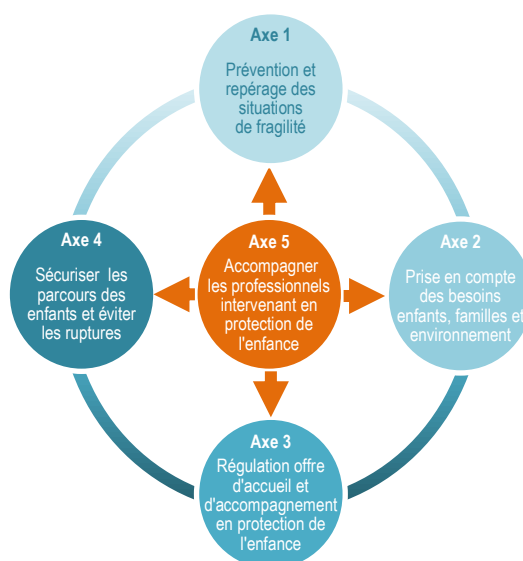 Axe 1
Prévention et
repérage des
situations
de fragilité
Axe 4
Sécuriser les
parcours des
enfants et éviter
les ruptures
Axe 5
Accompagner
les professionnels
intervenant en
protection de
l'enfance
Axe 2
Prise en compte
des besoins
enfants, familles et
environnement
Axe 3
Régulation offre
d'accueil et
d'accompagnement
en protection de
l'enfance